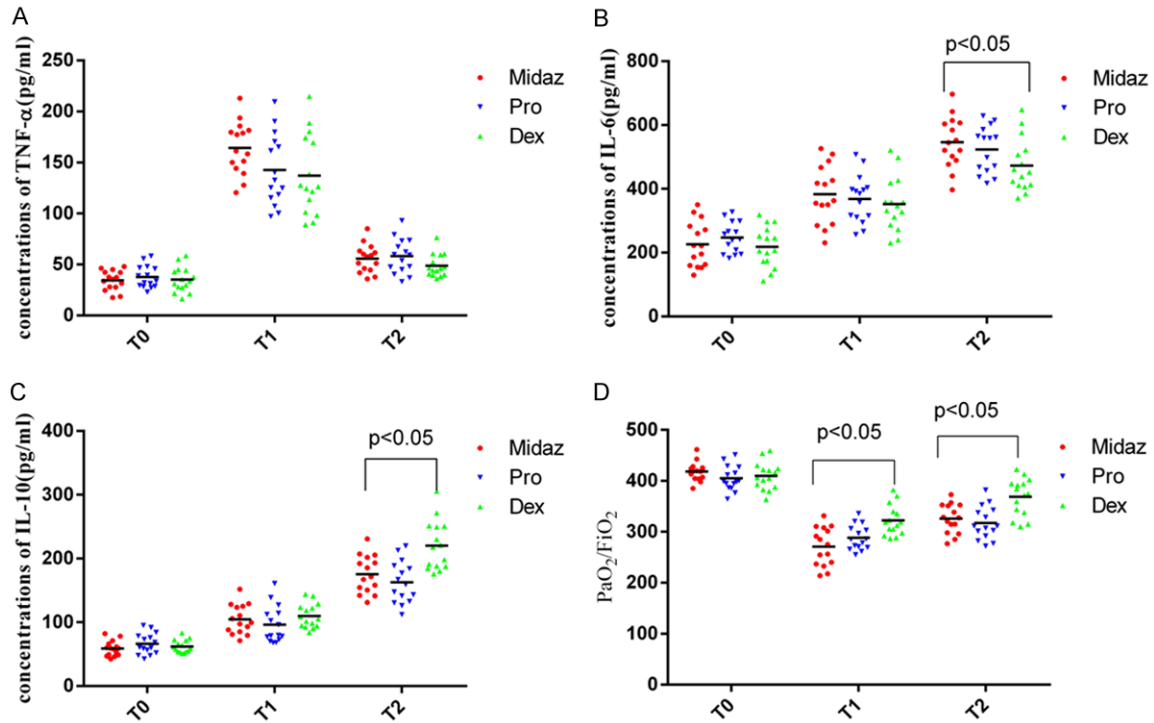 A
concentrations of TNF-α(pg/ml)
250
200
150
100
50
0
T0
T1
T2
Midaz
Pro
Dex
B
concentrations of IL-6(pg/ml)
800
600
400
200
0
T0
T1
T2
p<0.05
Midaz
Pro
Dex
C
concentrations of IL-10(pg/ml)
400
300
200
100
0
T0
T1
T2
p<0.05
Midaz
Pro
Dex
D
PaO₂/FiO₂
500
400
300
200
100
0
T0
T1
T2
p<0.05
p<0.05
Midaz
Pro
Dex